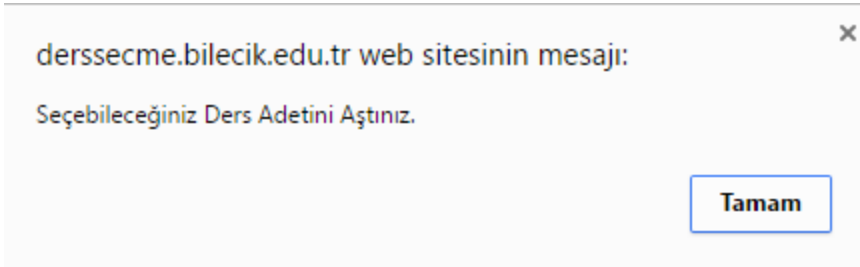 derssecme.bilecik.edu.tr web sitesinin mesajı:
Seçebileceğiniz Ders Adetini Aştınız.
Tamam